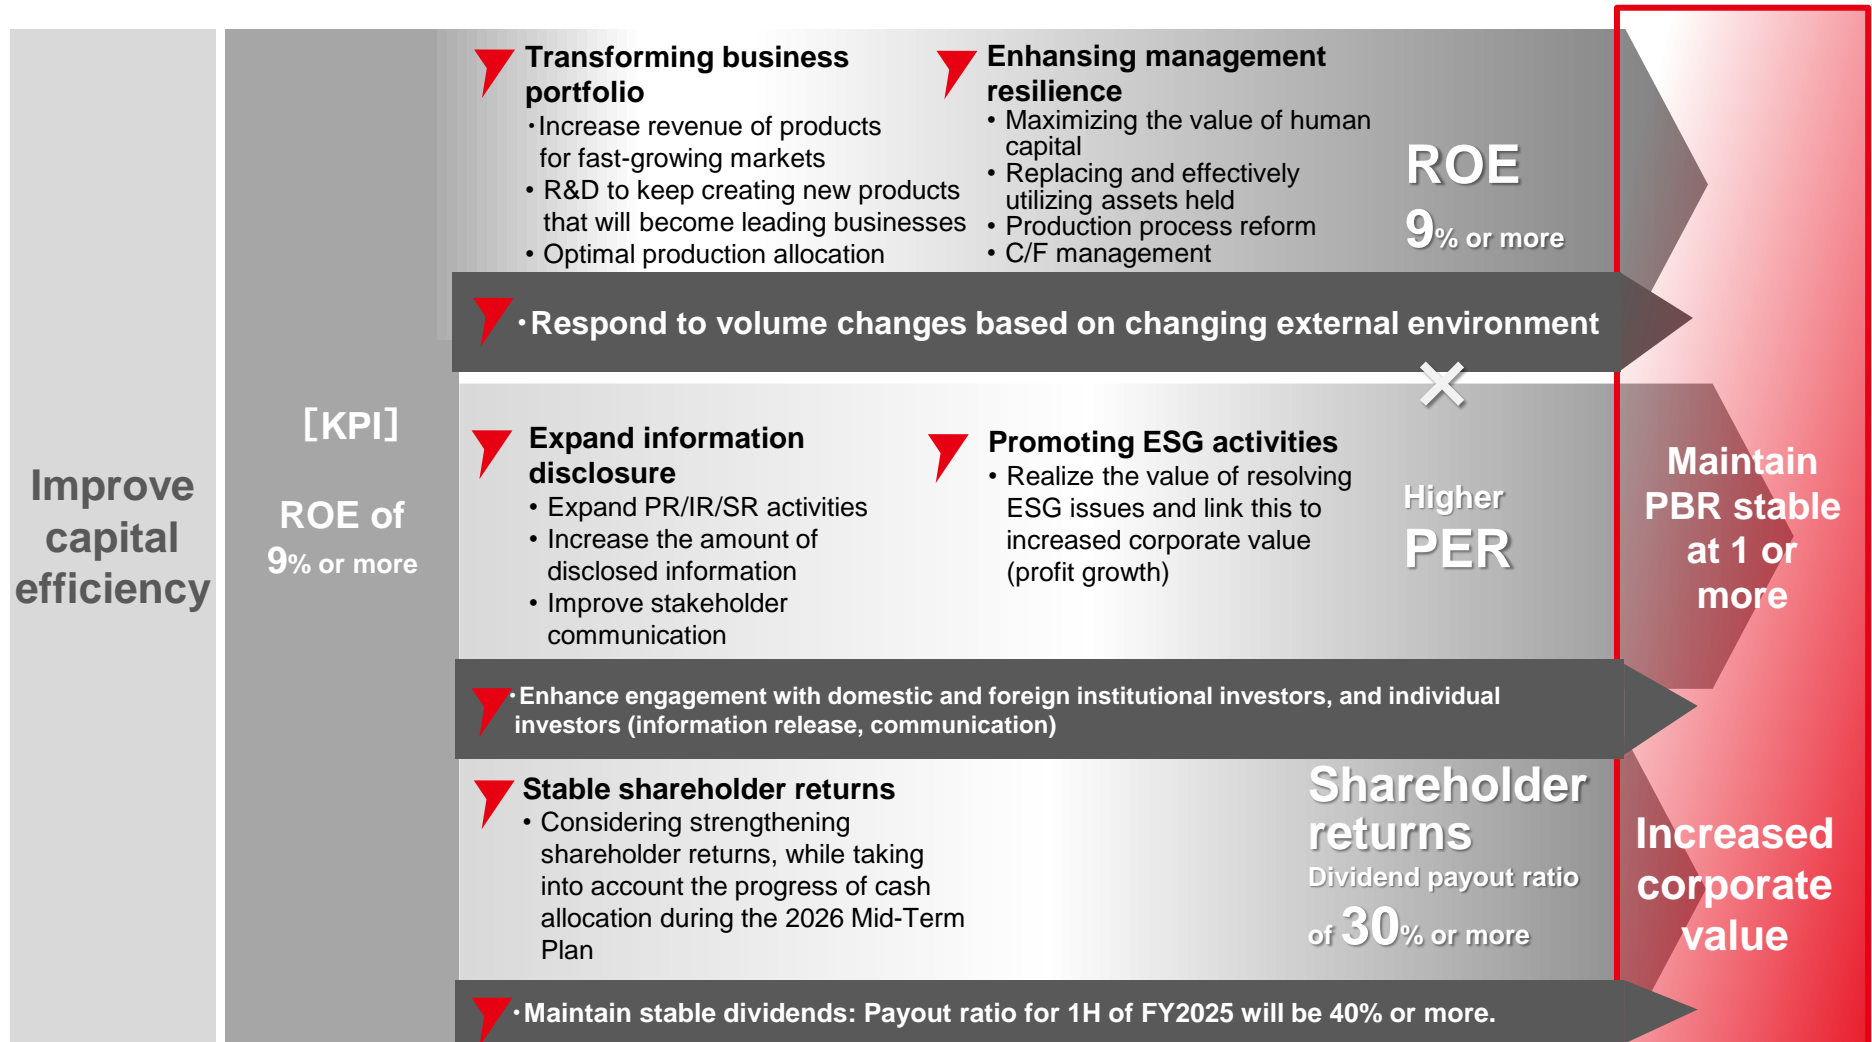 Improve
capital
efficiency
[KPI]
ROE of
9% or more
Transforming business
portfolio
・Increase revenue of products
for fast-growing markets
• R&D to keep creating new products
that will become leading businesses
• Optimal production allocation
Enhansing management
resilience
• Maximizing the value of human
capital
• Replacing and effectively
utilizing assets held
• Production process reform
• C/F management
ROE
9% or more
・Respond to volume changes based on changing external environment
×
Expand information
disclosure
• Expand PR/IR/SR activities
• Increase the amount of
disclosed information
• Improve stakeholder
communication
Promoting ESG activities
• Realize the value of resolving
ESG issues and link this to
increased corporate value
(profit growth)
Higher
PER
Maintain
PBR stable
at 1 or
more
・Enhance engagement with domestic and foreign institutional investors, and individual
investors (information release, communication)
Stable shareholder returns
• Considering strengthening
shareholder returns, while taking
into account the progress of cash
allocation during the 2026 Mid-Term
Plan
Shareholder
returns
Dividend payout ratio
of 30% or more
Increased
corporate
value
・Maintain stable dividends: Payout ratio for 1H of FY2025 will be 40% or more.